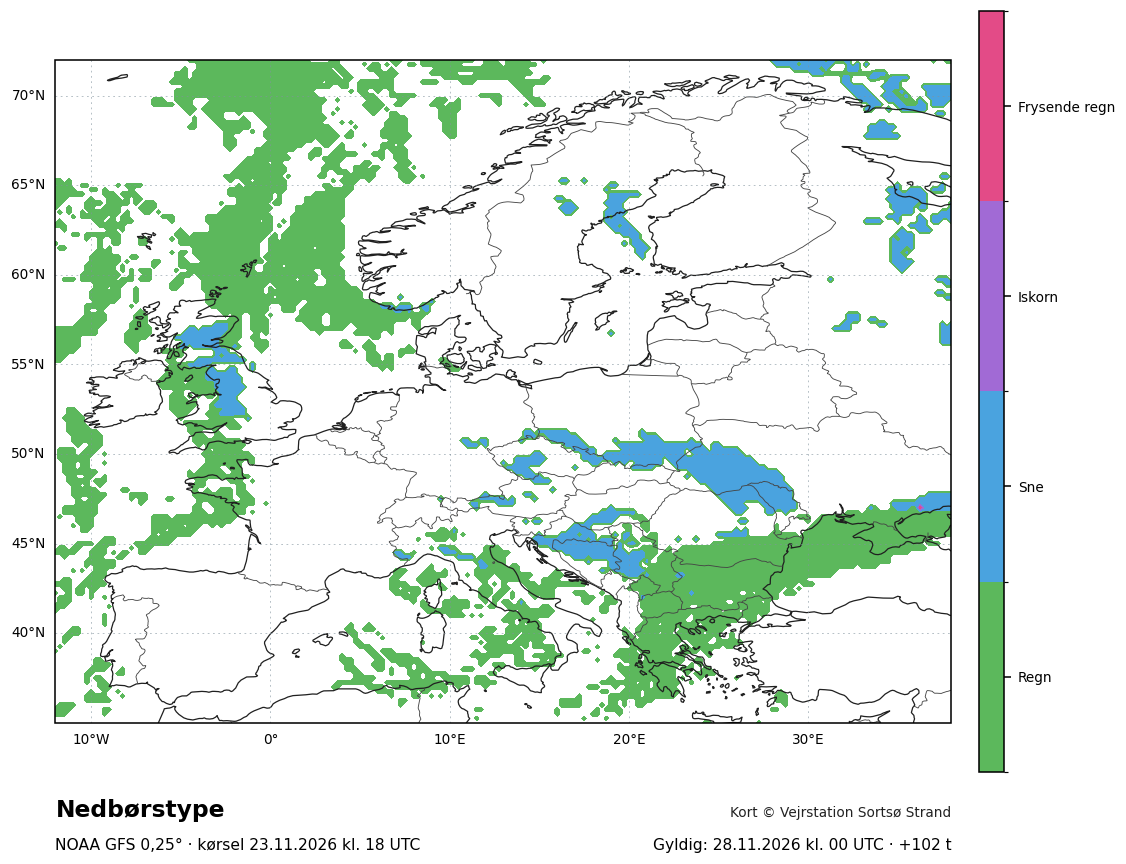 70°N
65°N
60°N
55°N
50°N
45°N
40°N
10°W
0°
10°E
20°E
30°E
Frysende regn
Iskorn
Sne
Regn
Nedbørstype
Kort © Vejrstation Sortsø Strand
NOAA GFS 0,25° · kørsel 23.11.2026 kl. 18 UTC
Gyldig: 28.11.2026 kl. 00 UTC · +102 t